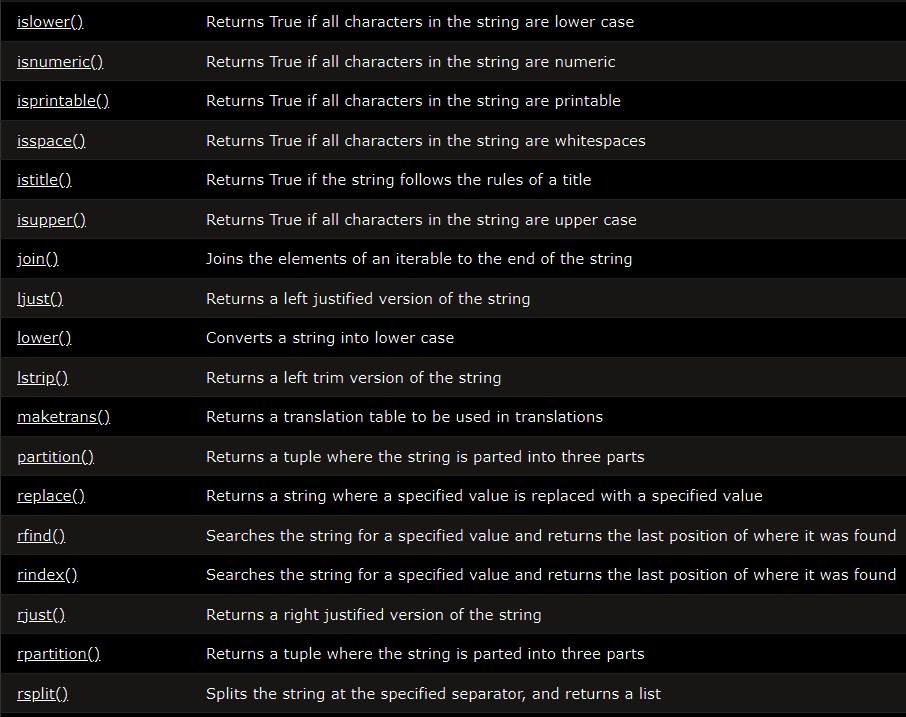 islower() Returns True if all characters in the string are lower case
isnumeric() Returns True if all characters in the string are numeric
isprintable() Returns True if all characters in the string are printable
isspace() Returns True if all characters in the string are whitespaces
istitle() Returns True if the string follows the rules of a title
isupper() Returns True if all characters in the string are upper case
join() Joins the elements of an iterable to the end of the string
ljust() Returns a left justified version of the string
lower() Converts a string into lower case
lstrip() Returns a left trim version of the string
maketrans() Returns a translation table to be used in translations
partition() Returns a tuple where the string is parted into three parts
replace() Returns a string where a specified value is replaced with a specified value
rfind() Searches the string for a specified value and returns the last position of where it was found
rindex() Searches the string for a specified value and returns the last position of where it was found
rjust() Returns a right justified version of the string
rpartition() Returns a tuple where the string is parted into three parts
rsplit() Splits the string at the specified separator, and returns a list